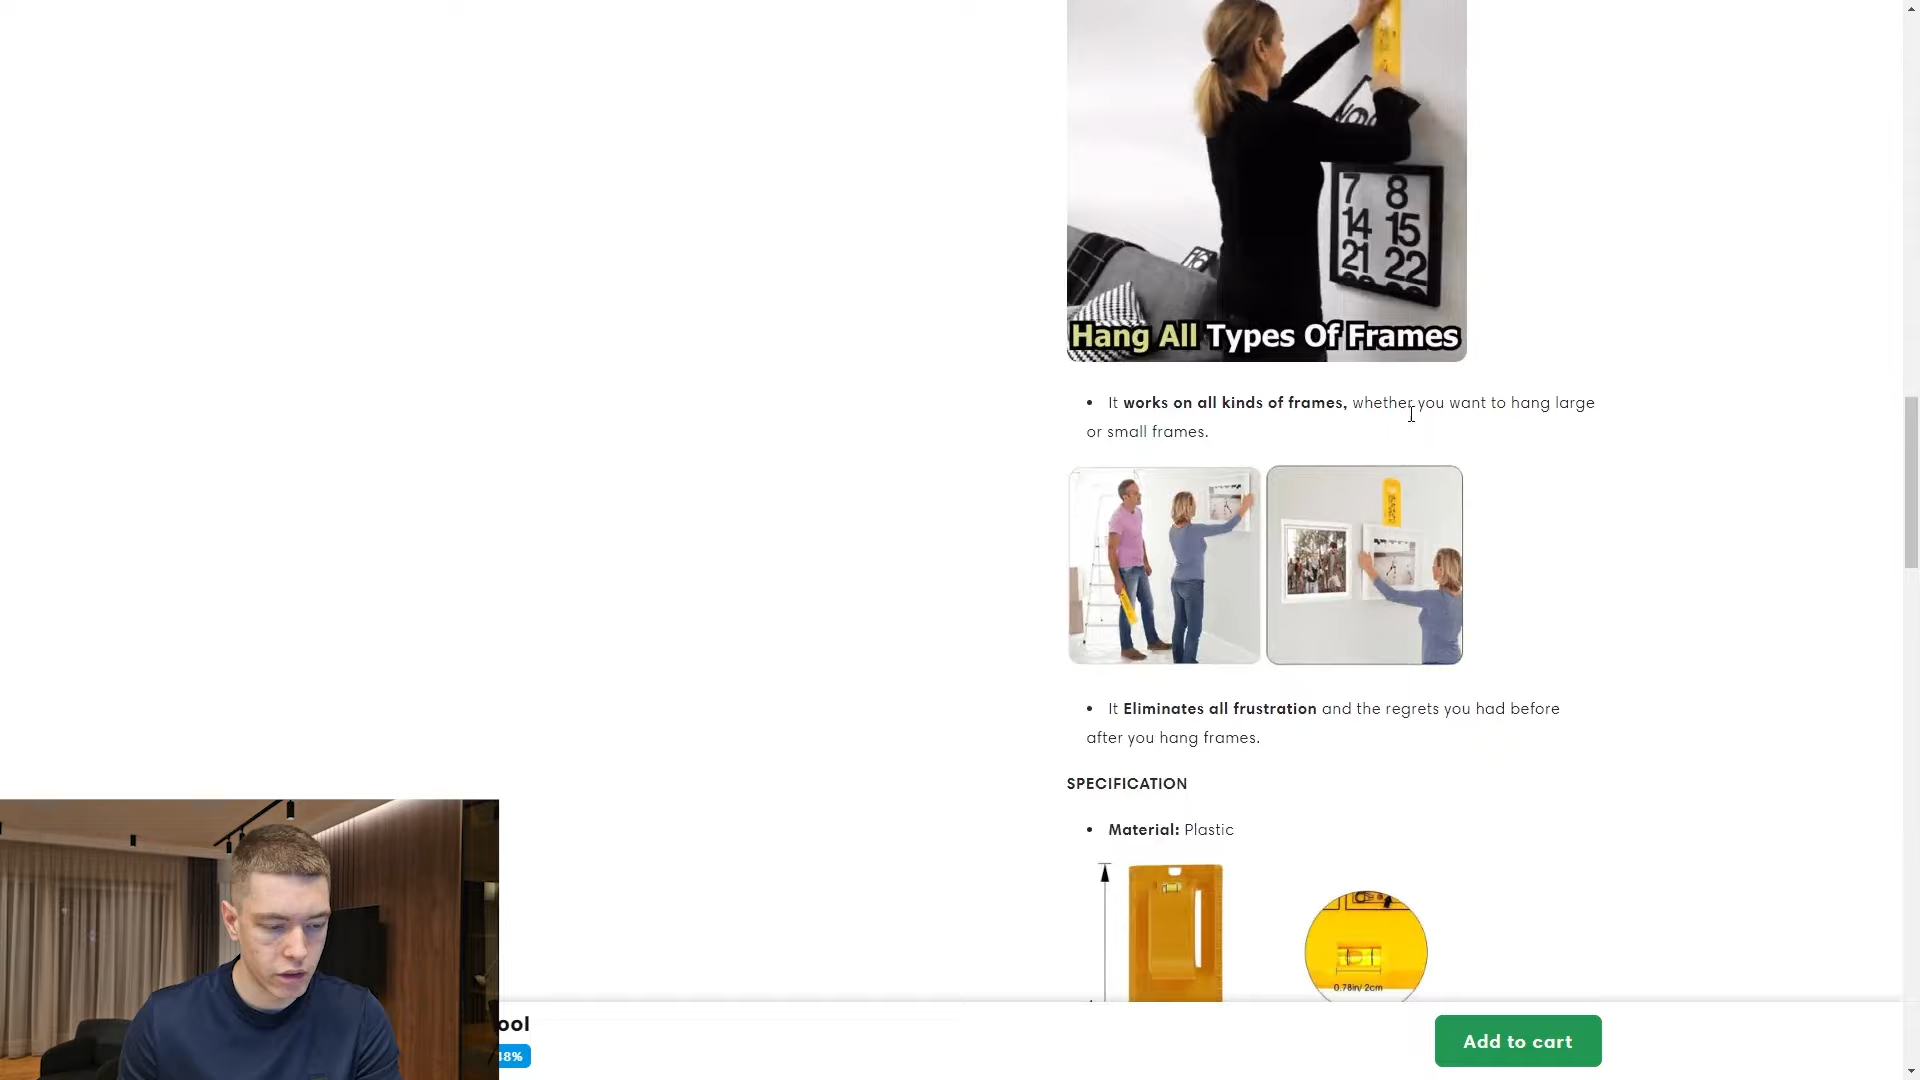 7 8
14 15
21 22
Hang All Types Of Frames
It works on all kinds of frames, whether you want to hang large
or small frames.
It Eliminates all frustration and the regrets you had before
after you hang frames.
SPECIFICATION
Material: Plastic
0.78in/ 2cm
ool
48%
Add to cart